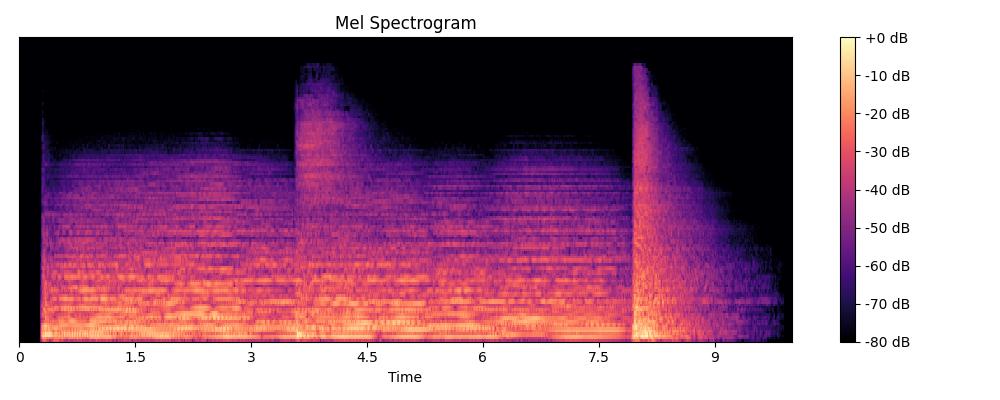 Mel Spectrogram
+0 dB
-10 dB
-20 dB
-30 dB
-40 dB
-50 dB
-60 dB
-70 dB
-80 dB
0 1.5 3 4.5 6 7.5 9
Time